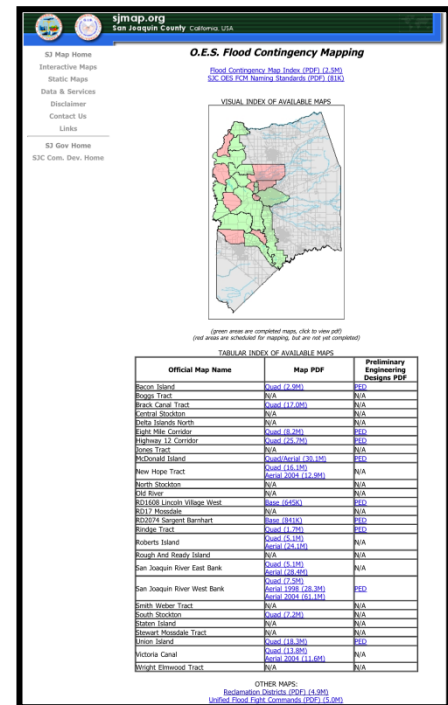 sjmap.org
San Joaquin County California, USA
SJ Map Home
Interactive Maps
Static Maps
Data & Services
Disclaimer
Contact Us
Links
SJ Gov Home
SJC Com. Dev. Home
O.E.S. Flood Contingency Mapping
Flood Contingency Map Index (PDF) (2.5M)
SJC OES FCM Naming Standards (PDF) (81K)
VISUAL INDEX OF AVAILABLE MAPS
(green areas are completed maps, click to view pdf)
(red areas are scheduled for mapping, but are not yet completed)
TABULAR INDEX OF AVAILABLE MAPS
Official Map Name Map PDF Preliminary Engineering Designs PDF
Bacon Island Quad (2.9M) PED
Boggs Tract N/A N/A
Brack Canal Tract Quad (17.0M) N/A
Central Stockton N/A N/A
Delta Islands North N/A N/A
Eight Mile Corridor Quad (8.2M) PED
Highway 12 Corridor Quad (25.7M) PED
Jones Tract N/A N/A
McDonald Island Quad/Aerial (30.1M) PED
New Hope Tract Quad (16.1M) N/A
Aerial 2004 (12.9M)
North Stockton N/A N/A
Old River N/A N/A
RD1608 Lincoln Village West Base (645K) PED
RD17 Mossdale N/A N/A
RD2074 Sargent Barnhart Base (841K) PED
Rindge Tract Quad (1.7M) PED
Roberts Island Quad (5.1M) N/A
Aerial (24.1M)
Rough And Ready Island N/A N/A
San Joaquin River East Bank Quad (5.1M) N/A
Aerial (28.4M)
San Joaquin River West Bank Quad (7.5M) PED
Aerial 1998 (28.3M)
Aerial 2004 (61.1M)
Smith Weber Tract N/A N/A
South Stockton Quad (7.2M) N/A
Staten Island N/A N/A
Stewart Mossdale Tract N/A N/A
Union Island Quad (18.3M) PED
Victoria Canal Quad (13.8M) N/A
Aerial 2004 (11.6M)
Wright Elmwood Tract N/A N/A
OTHER MAPS:
Reclamation Districts (PDF) (4.9M)
Unified Flood Fight Commands (PDF) (5.0M)